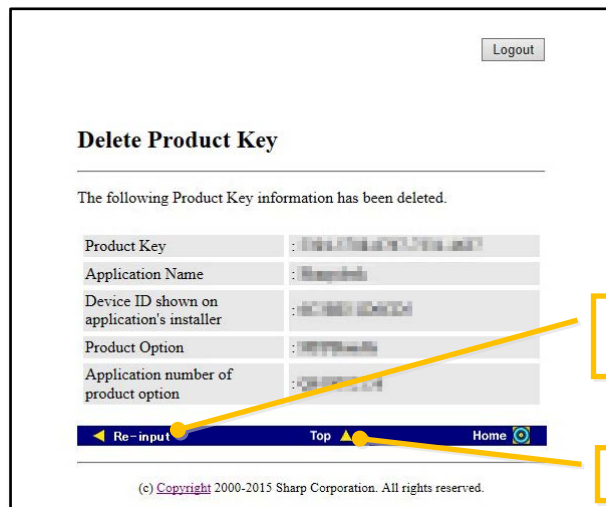 Logout
Delete Product Key
The following Product Key information has been deleted.
Product Key :
Application Name :
Device ID shown on
application's installer :
Product Option :
Application number of
product option :
Re-input Top Home
(c) Copyright 2000-2015 Sharp Corporation. All rights reserved.